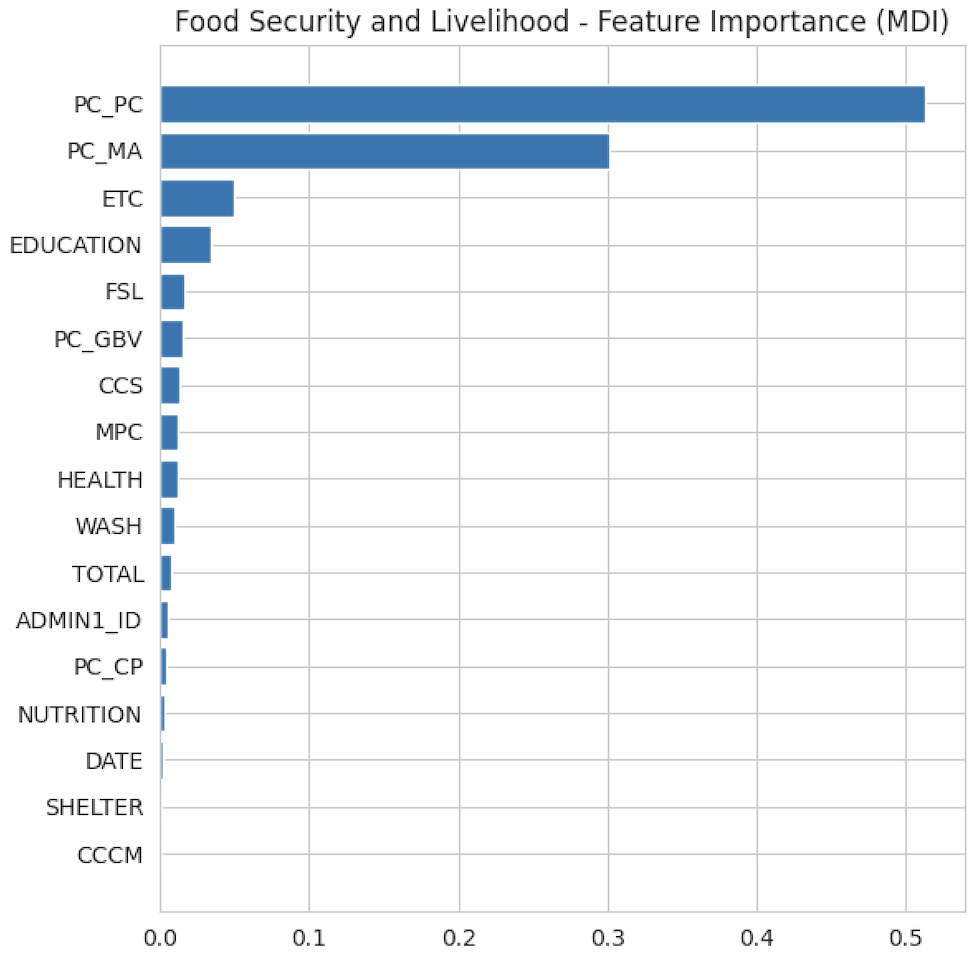 Food Security and Livelihood - Feature Importance (MDI)
PC_PC
PC_MA
ETC
EDUCATION
FSL
PC_GBV
CCS
MPC
HEALTH
WASH
TOTAL
ADMIN1_ID
PC_CP
NUTRITION
DATE
SHELTER
CCCM
0.0 0.1 0.2 0.3 0.4 0.5